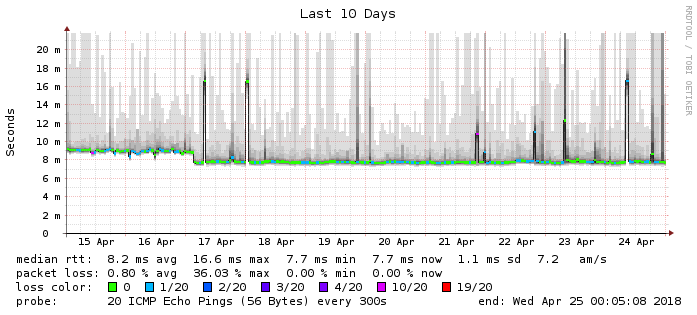 Last 10 Days
RRDTOOL / TOBI OETIKER
Seconds
20 m
18 m
16 m
14 m
12 m
10 m
8 m
6 m
4 m
2 m
0
15 Apr 16 Apr 17 Apr 18 Apr 19 Apr 20 Apr 21 Apr 22 Apr 23 Apr 24 Apr
median rtt: 8.2 ms avg 16.6 ms max 7.7 ms min 7.7 ms now 1.1 ms sd 7.2 am/s
packet loss: 0.80 % avg 36.03 % max 0.00 % min 0.00 % now
loss color: 0 1/20 2/20 3/20 4/20 10/20 19/20
probe: 20 ICMP Echo Pings (56 Bytes) every 300s end: Wed Apr 25 00:05:08 2018